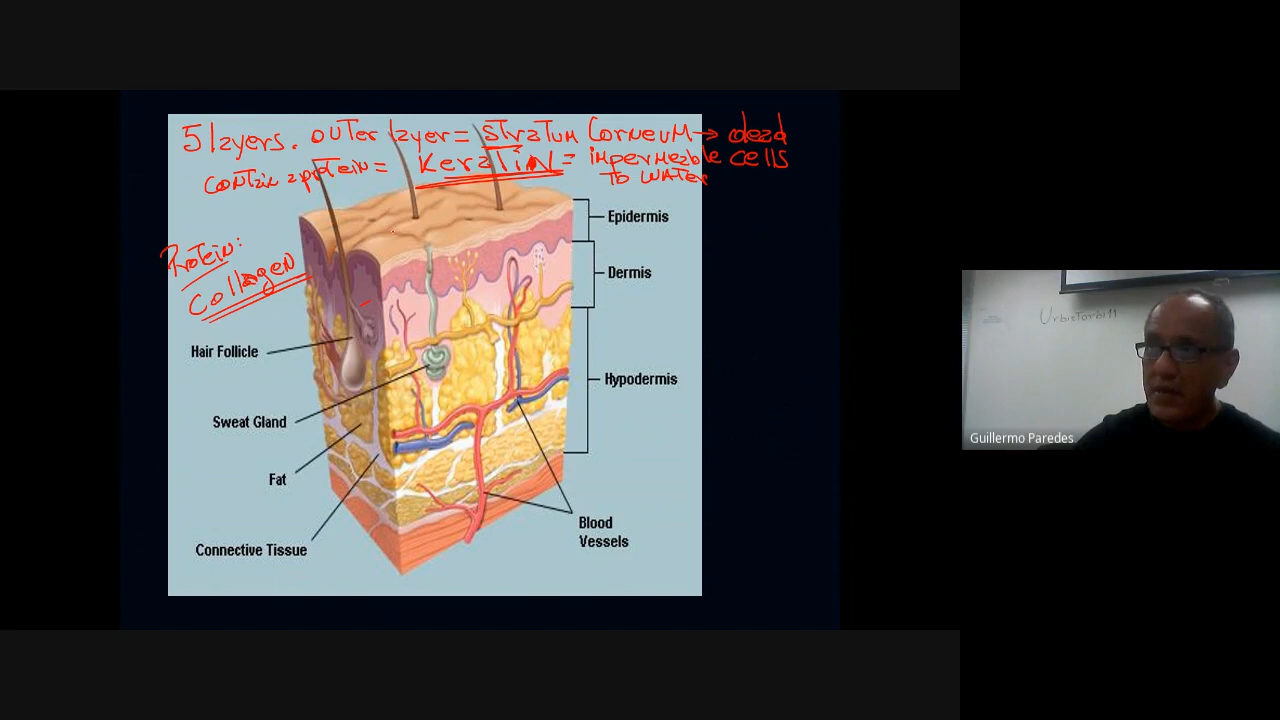 5 layers. outer layer = stratum Corneum → dead
contain a protein = Keratin = impermeable cells
to water
Protein:
Collagen
Epidermis
Dermis
Hypodermis
Hair Follicle
Sweat Gland
Fat
Connective Tissue
Blood
Vessels
UrbieTorbi11
Guillermo Paredes